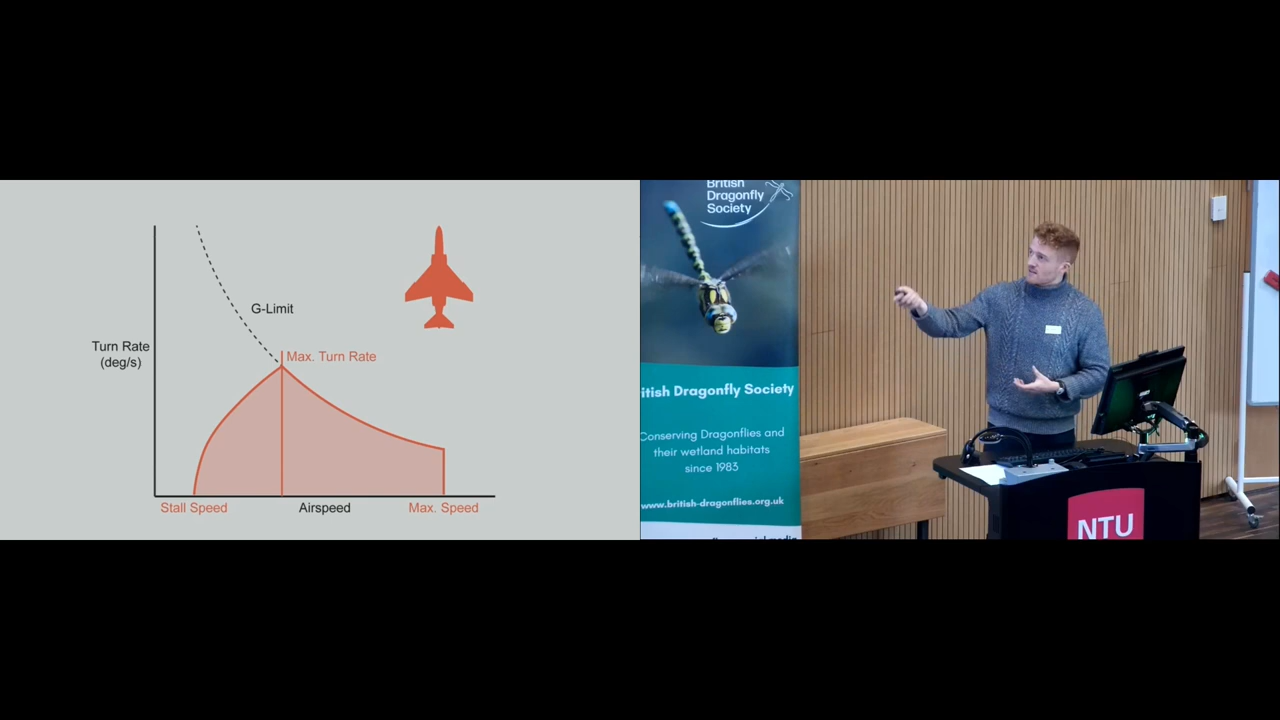 G-Limit
Turn Rate
(deg/s)
Max. Turn Rate
Stall Speed
Airspeed
Max. Speed
British
Dragonfly
Society
itish Dragonfly Society
Conserving Dragonflies and
their wetland habitats
since 1983
www.british-dragonflies.org.uk
NTU